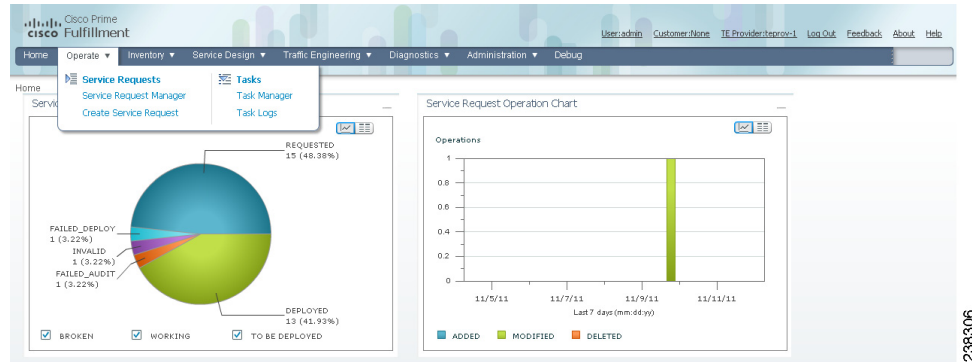 Cisco Prime
cisco Fulfillment
User:admin Customer:None TE Provider:teprov-1 Log Out Feedback About Help
Home Operate ▼ Inventory ▼ Service Design ▼ Traffic Engineering ▼ Diagnostics ▼ Administration ▼ Debug
Service Requests
Service Request Manager
Create Service Request
Tasks
Task Manager
Task Logs
Home
Servic
REQUESTED
15 (48.38%)
FAILED_DEPLOY
1 (3.22%)
INVALID
1 (3.22%)
FAILED_AUDIT
1 (3.22%)
DEPLOYED
13 (41.93%)
BROKEN WORKING TO BE DEPLOYED
Service Request Operation Chart
Operations
1
0.8
0.6
0.4
0.2
0
11/5/11 11/7/11 11/9/11 11/11/11
Last 7 days (mm:dd:yy)
ADDED MODIFIED DELETED
238306